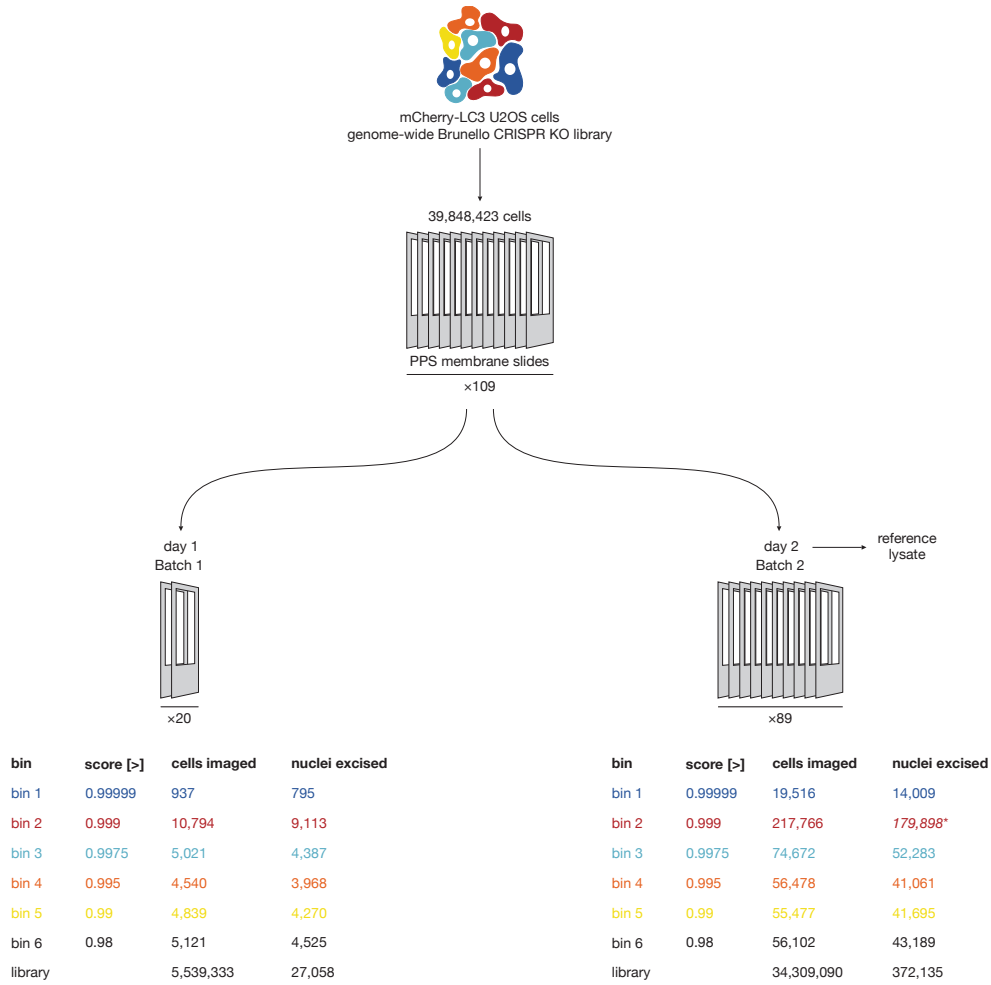 mCherry-LC3 U2OS cells
genome-wide Brunello CRISPR KO library
39,848,423 cells
PPS membrane slides
×109
day 1
Batch 1
×20
day 2
Batch 2
reference
lysate
×89
bin score [>] cells imaged nuclei excised
bin 1 0.99999 937 795
bin 2 0.999 10,794 9,113
bin 3 0.9975 5,021 4,387
bin 4 0.995 4,540 3,968
bin 5 0.99 4,839 4,270
bin 6 0.98 5,121 4,525
library 5,539,333 27,058
bin score [>] cells imaged nuclei excised
bin 1 0.99999 19,516 14,009
bin 2 0.999 217,766 179,898*
bin 3 0.9975 74,672 52,283
bin 4 0.995 56,478 41,061
bin 5 0.99 55,477 41,695
bin 6 0.98 56,102 43,189
library 34,309,090 372,135